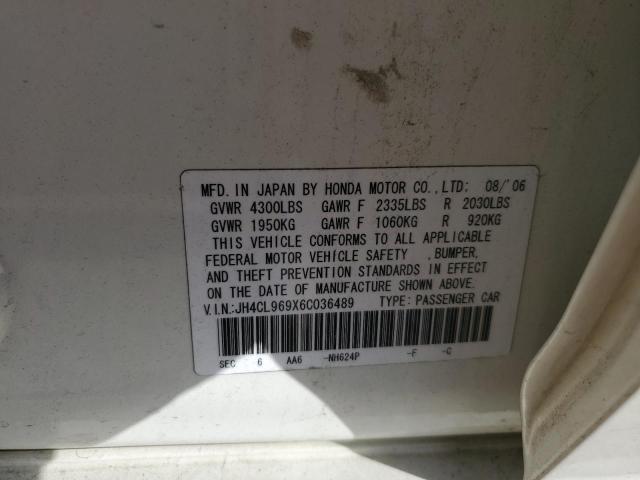 MFD. IN JAPAN BY HONDA MOTOR CO.,LTD: 08/'06
GVWR 4300LBS GAWR F 2335LBS R 2030LBS
GVWR 1950KG GAWR F 1060KG R 920KG
THIS VEHICLE CONFORMS TO ALL APPLICABLE
FEDERAL MOTOR VEHICLE SAFETY ,BUMPER,
AND THEFT PREVENTION STANDARDS IN EFFECT
ON THE DATE OF MANUFACTURE SHOWN ABOVE.
V.I.N.:JH4CL969X6C036489 TYPE: PASSENGER CAR
SEC 6 AA6 -NH624P -F -C